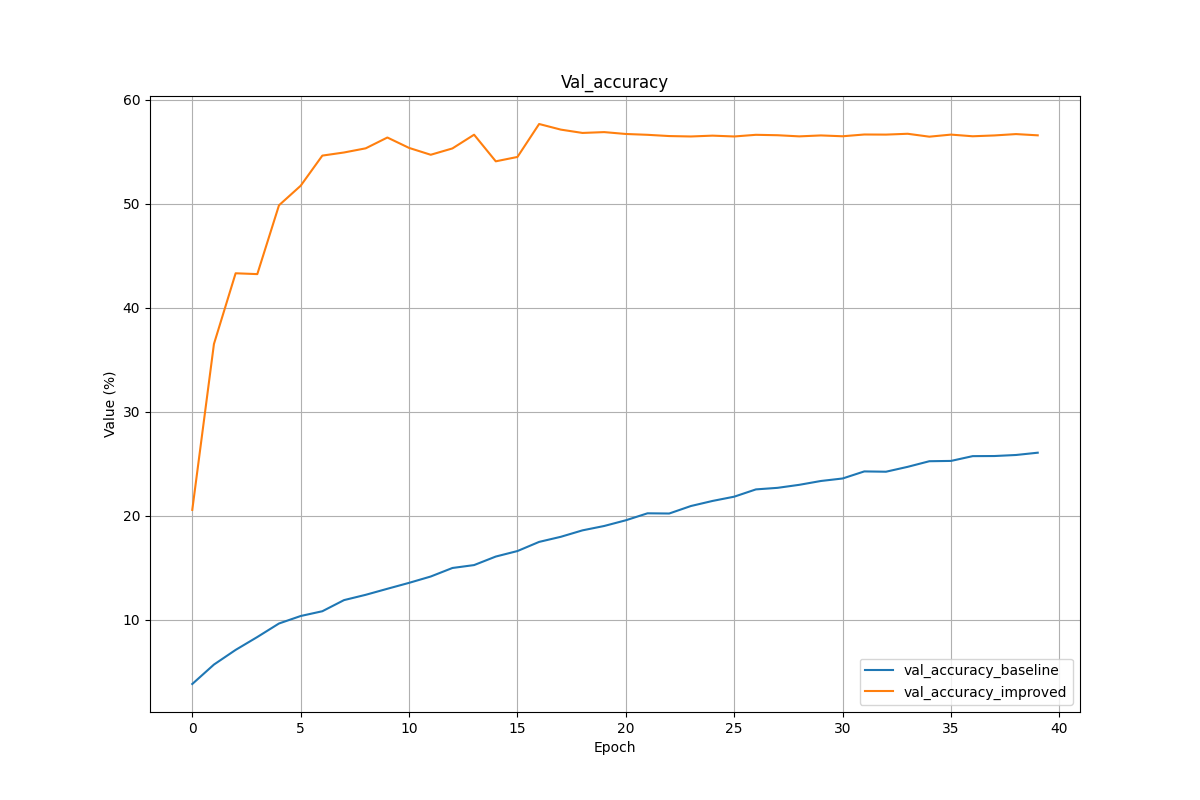 Val_accuracy
Value (%)
60
50
40
30
20
10
0 5 10 15 20 25 30 35 40
Epoch
val_accuracy_baseline
val_accuracy_improved